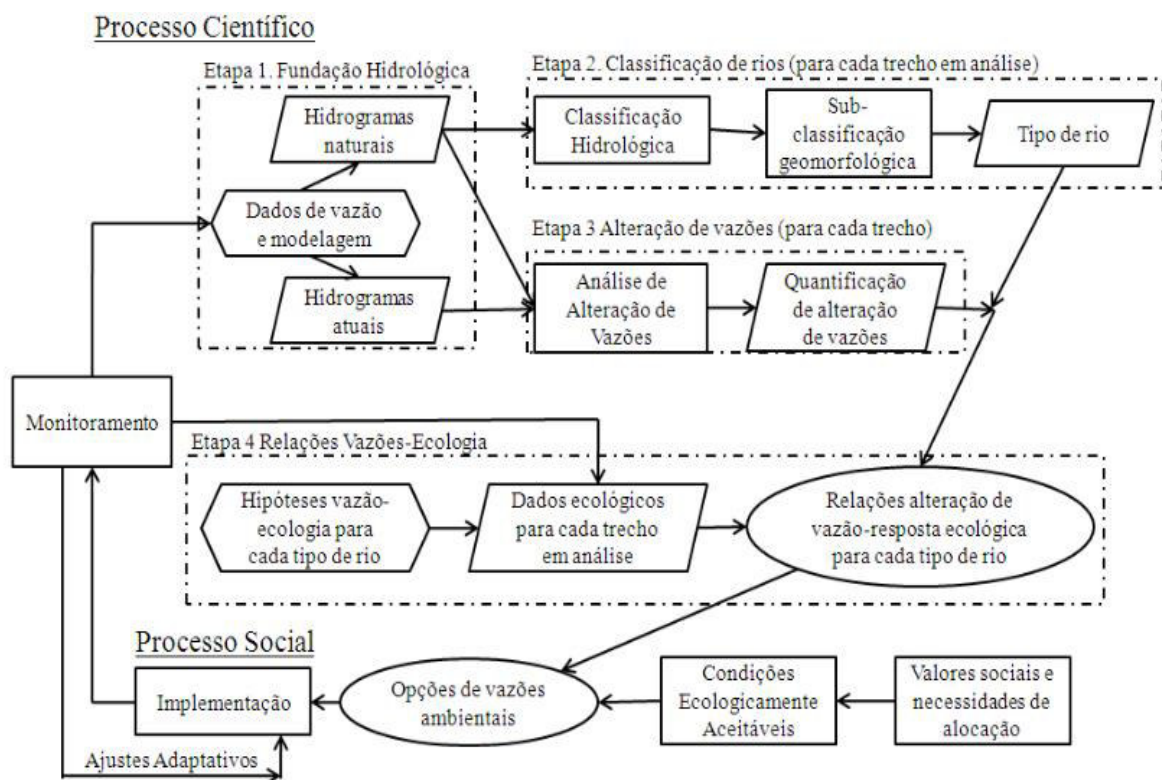 Processo Científico
Etapa 1. Fundação Hidrológica
Hidrogramas
naturais
Dados de vazão
e modelagem
Hidrogramas
atuais
Etapa 2. Classificação de rios (para cada trecho em análise)
Classificação
Hidrológica
Sub-
classificação
geomorfológica
Tipo de rio
Etapa 3 Alteração de vazões (para cada trecho)
Análise de
Alteração de
Vazões
Quantificação
de alteração
de vazões
Monitoramento
Etapa 4 Relações Vazões-Ecologia
Hipóteses vazão-
ecologia para
cada tipo de rio
Dados ecológicos
para cada trecho
em análise
Relações alteração de
vazão-resposta ecológica
para cada tipo de rio
Processo Social
Implementação
Opções de vazões
ambientais
Condições
Ecologicamente
Aceitáveis
Valores sociais e
necessidades de
alocação
Ajustes Adaptativos